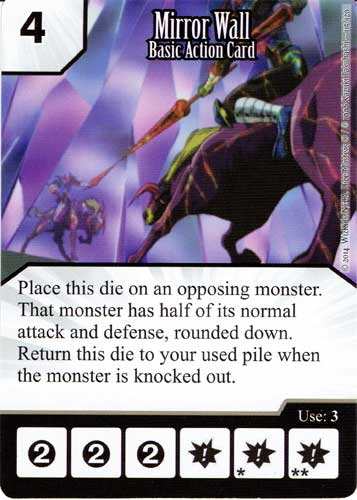 4
Mirror Wall
Basic Action Card
Place this die on an opposing monster.
That monster has half of its normal
attack and defense, rounded down.
Return this die to your used pile when
the monster is knocked out.
Use: 3
2 2 2 ! ! !
* **
© 2014